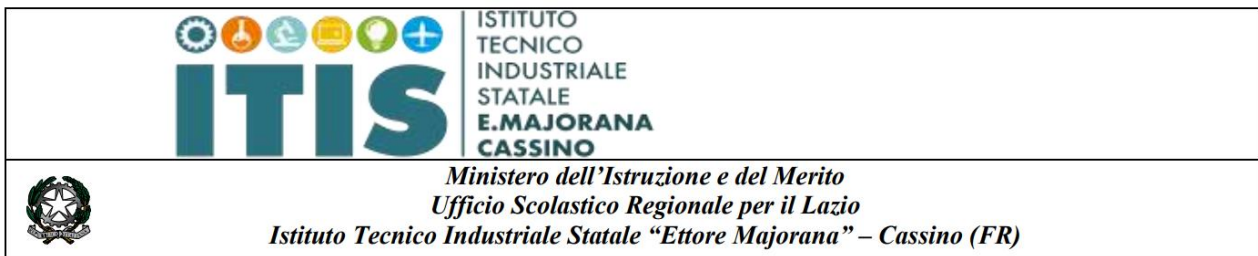 ITIS
ISTITUTO
TECNICO
INDUSTRIALE
STATALE
E.MAJORANA
CASSINO
Ministero dell’Istruzione e del Merito
Ufficio Scolastico Regionale per il Lazio
Istituto Tecnico Industriale Statale “Ettore Majorana” – Cassino (FR)